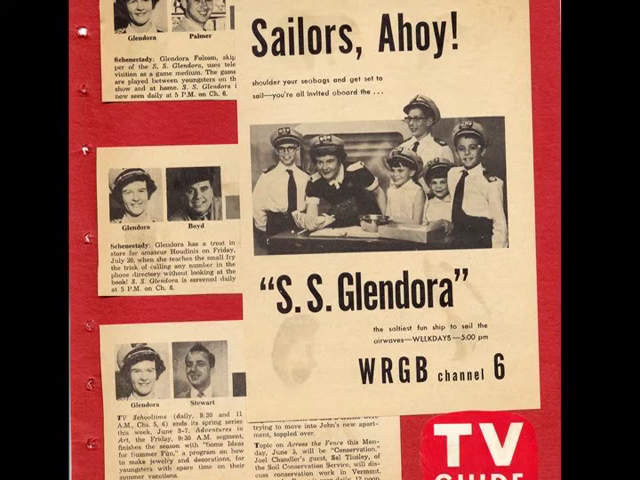 Glendora Palmer
Schenectady: Glendora Folsom, skip
per of the S. S. Glendora, uses tele
vision as a game medium. The game
are played between youngsters on th
show and at home. S. S. Glendora i
now seen daily at 5 P.M. on Ch. 6.
Sailors, Ahoy!
shoulder your seabags and get set to
sail—you're all invited aboard the . . .
Glendora Boyd
Schenectady: Glendora has a treat in
store for amateur Houdinis on Friday,
July 20, when she teaches the small fry
the trick of calling any number in the
phone directory without looking at the
book! S. S. Glendora is screened daily
at 5 P.M. on Ch. 6.
"S. S. Glendora"
the saltiest fun ship to sail the
airwaves—WEEKDAYS—5:00 pm
WRGB channel 6
Glendora Stewart
TV Schooltime (daily, 9:20 and 11
A.M., Chs. 5, 6) ends its spring series
this week, June 3-7. Adventures in
Art, the Friday, 9:30 A.M. segment,
finishes the season with "Some Ideas
for Summer Fun," a program on how
to make jewelry and decorations, for
youngsters with spare time on their
summer vacations.
trying to move into John's new apart-
ment, toppled over.
Topic on Across the Fence this Mon-
day, June 3, will be "Conservation."
Joel Chandler's guest, Bel Tinsley, of
the Soil Conservation Service, will dis-
cuss conservation work in Vermont.
TV
GUIDE